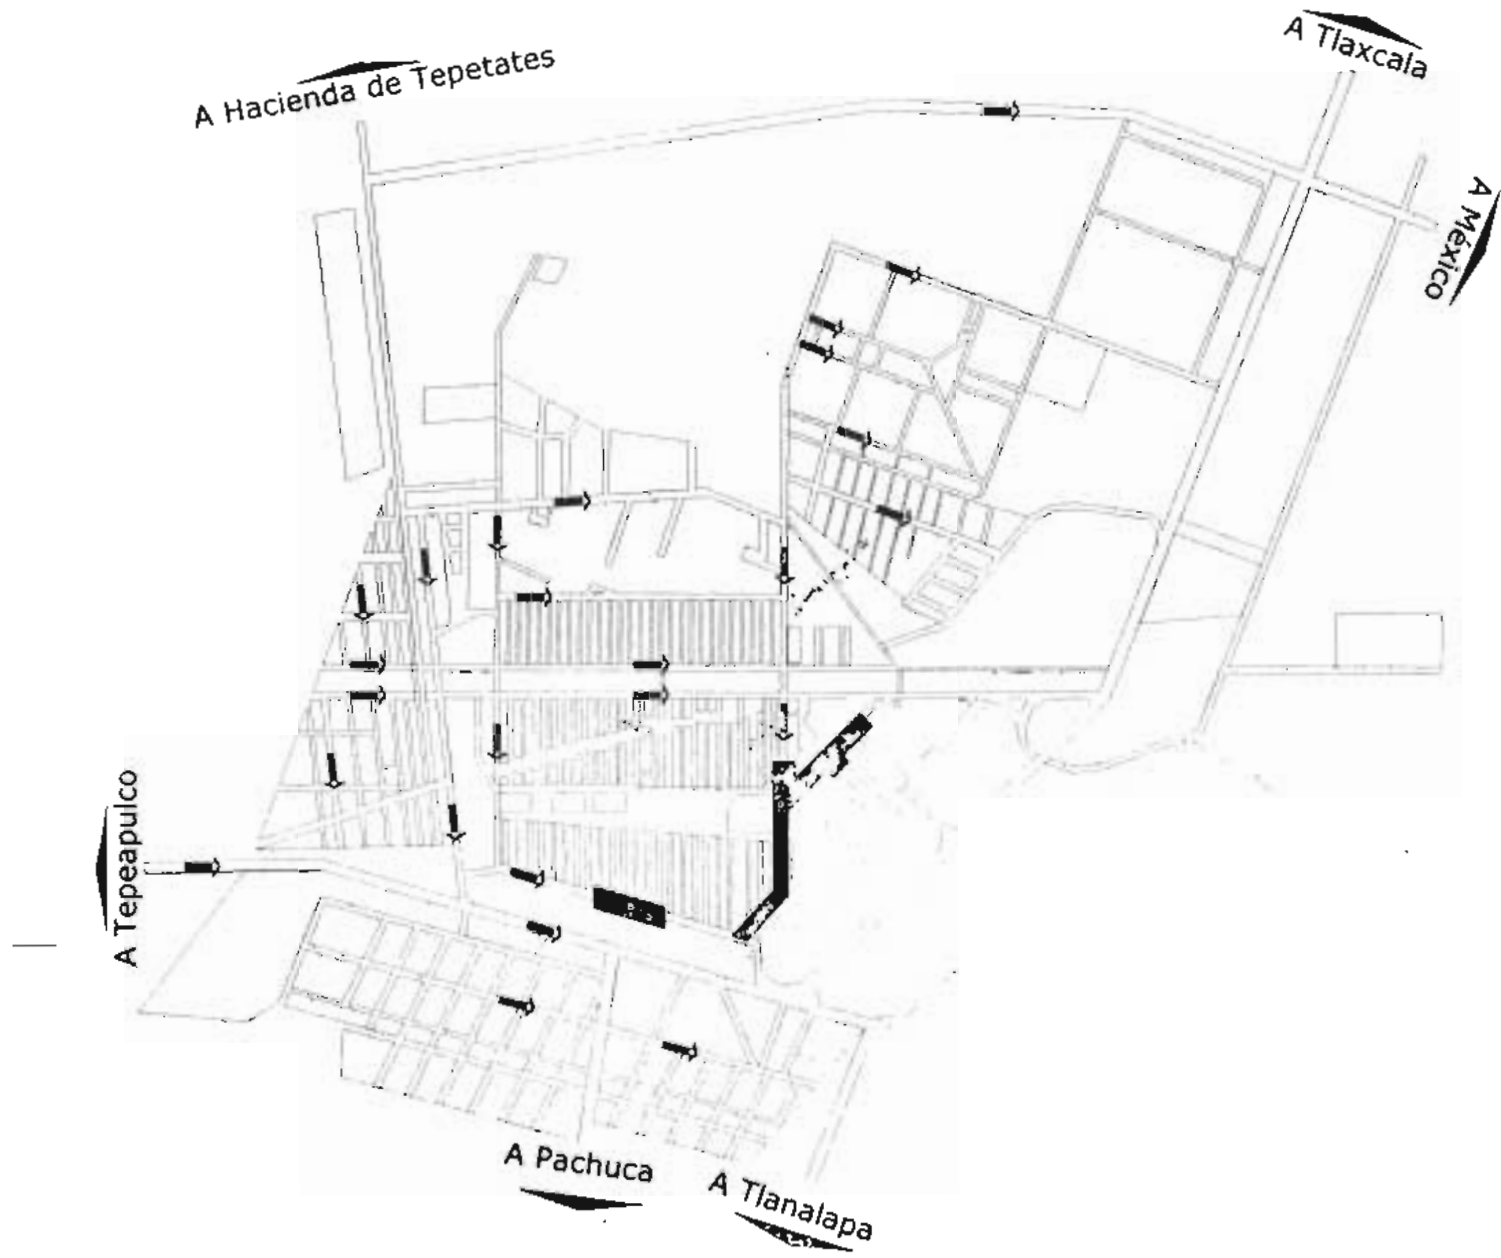 A Tlaxcala
A Hacienda de Tepetates
A México
A Tepeapulco
A Pachuca
A Tlanalapa